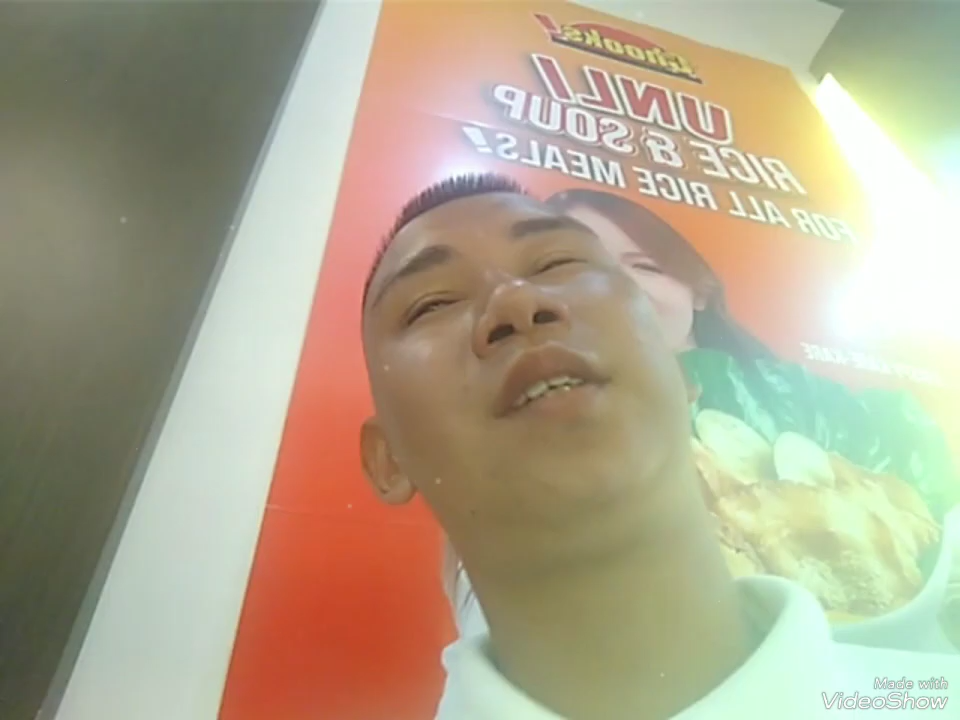 Chooks!
UNLI
RICE & SOUP
FOR ALL RICE MEALS!
Made with
VideoShow